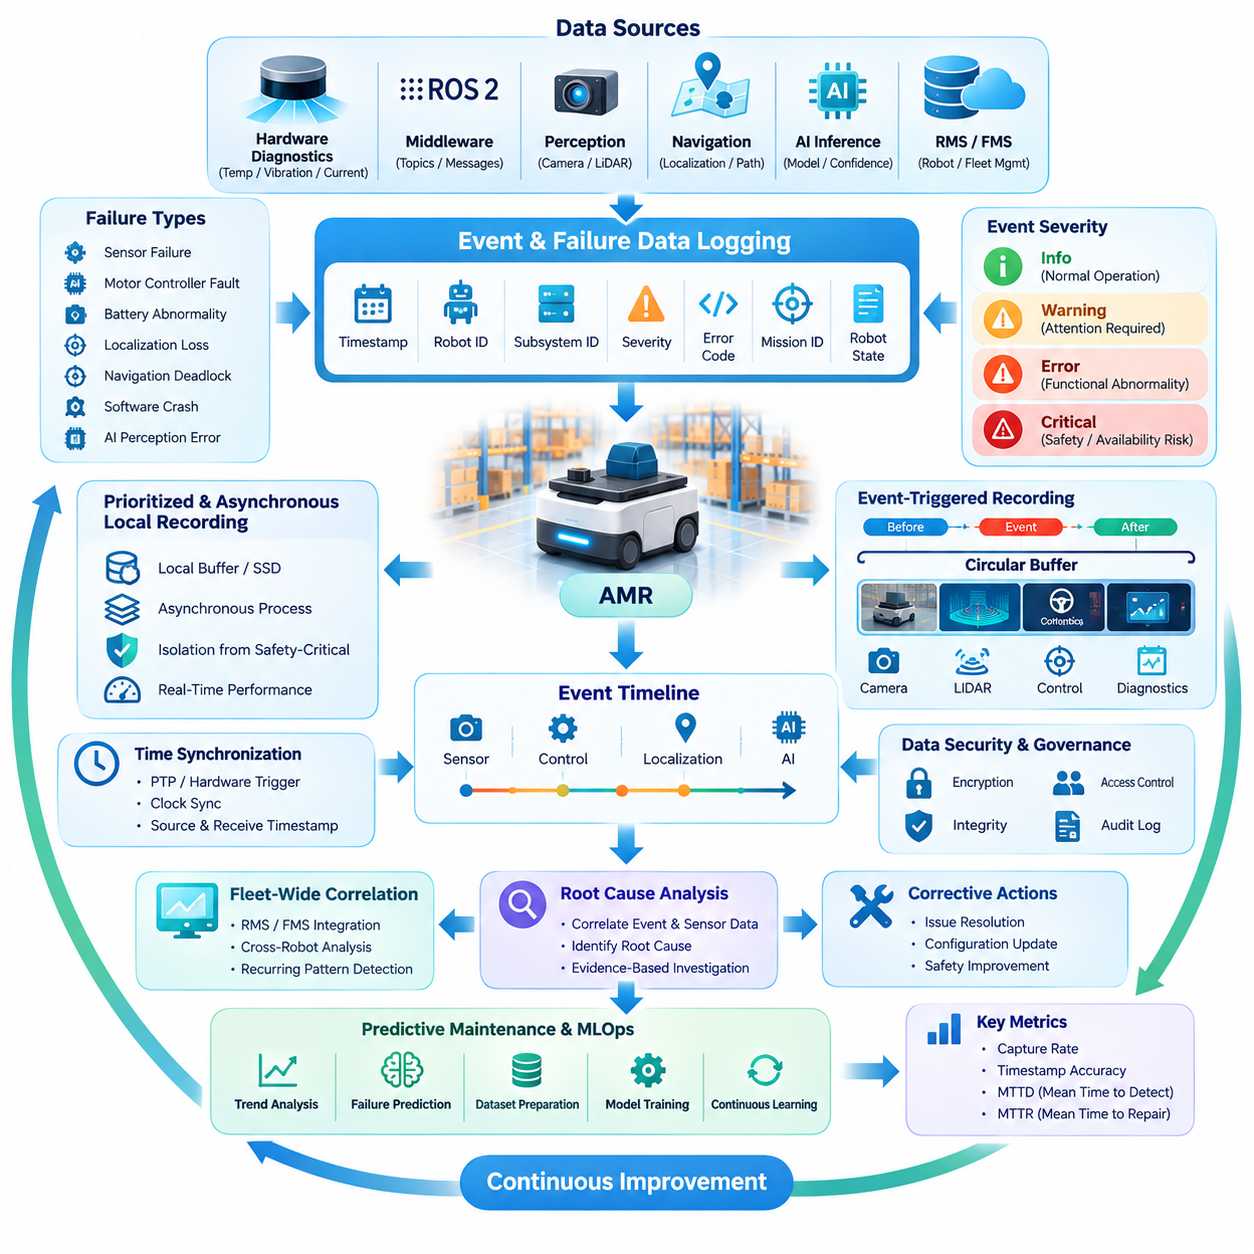 Data Sources
ROS 2
AI
Hardware
Diagnostics
(Temp / Vibration / Current)
Middleware
(Topics / Messages)
Perception
(Camera / LiDAR)
Navigation
(Localization / Path)
AI Inference
(Model / Confidence)
RMS / FMS
(Robot / Fleet Mgmt)
Failure Types
Sensor Failure
Motor Controller Fault
Battery Abnormality
Localization Loss
Navigation Deadlock
Software Crash
AI Perception Error
Event & Failure Data Logging
Timestamp
Robot ID
Subsystem ID
Severity
Error
Code
Mission ID
Robot
State
Event Severity
Info
(Normal Operation)
Warning
(Attention Required)
Error
(Functional Abnormality)
Critical
(Safety / Availability Risk)
Prioritized & Asynchronous
Local Recording
Local Buffer / SSD
Asynchronous Process
Isolation from Safety-Critical
Real-Time Performance
AMR
Event-Triggered Recording
Before
Event
After
Circular Buffer
Camera
LIDAR
Control
Diagnostics
Time Synchronization
• PTP / Hardware Trigger
• Clock Sync
• Source & Receive Timestamp
Event Timeline
AI
Sensor
Control
Localization
AI
Data Security & Governance
Encryption
Access Control
Integrity
Audit Log
Fleet-Wide Correlation
• RMS / FMS Integration
• Cross-Robot Analysis
• Recurring Pattern Detection
Root Cause Analysis
• Correlate Event & Sensor Data
• Identify Root Cause
• Evidence-Based Investigation
Corrective Actions
• Issue Resolution
• Configuration Update
• Safety Improvement
Predictive Maintenance & MLOps
Trend Analysis
Failure Prediction
Dataset Preparation
Model Training
Continuous Learning
Key Metrics
• Capture Rate
• Timestamp Accuracy
• MTTD (Mean Time to Detect)
• MTTR (Mean Time to Repair)
Continuous Improvement